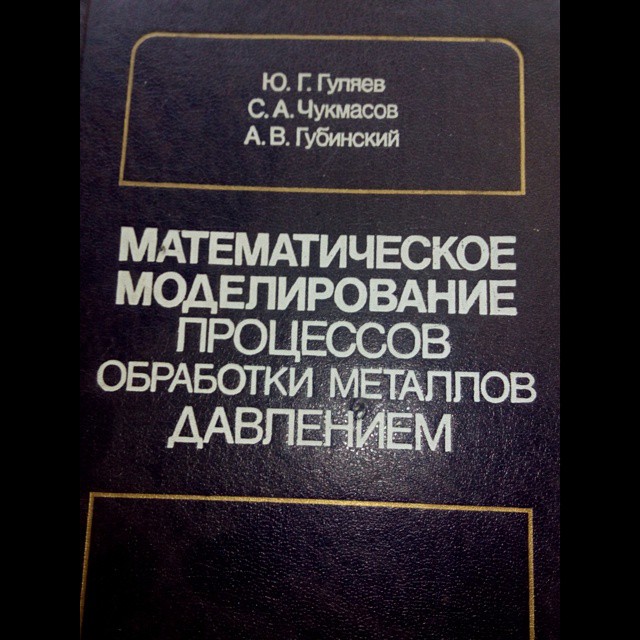 Ю. Г. Гуляев
С. А. Чукмасов
А. В. Губинский
МАТЕМАТИЧЕСКОЕ
МОДЕЛИРОВАНИЕ
ПРОЦЕССОВ
ОБРАБОТКИ МЕТАЛЛОВ
ДАВЛЕНИЕМ